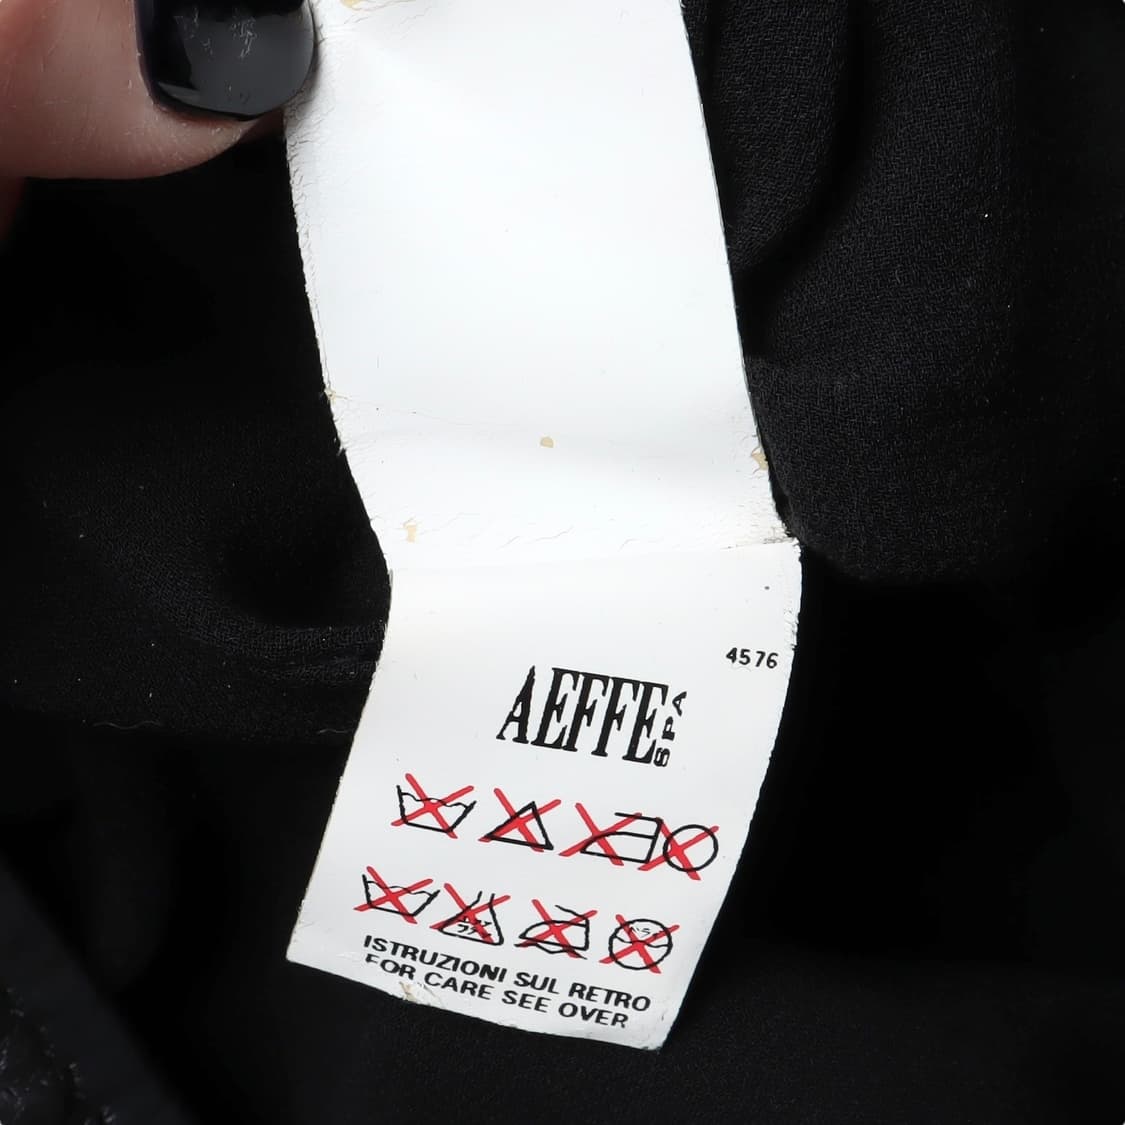 4576
AEFFE SPA
ISTRUZIONI SUL RETRO
FOR CARE SEE OVER